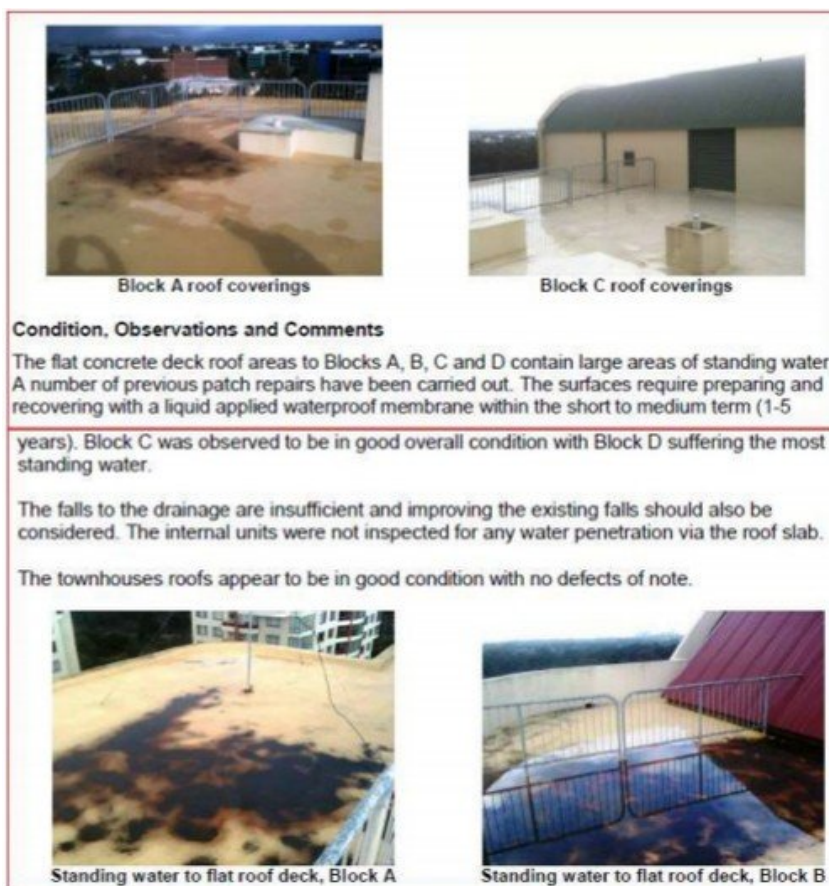 Block A roof coverings
Block C roof coverings
Condition, Observations and Comments
The flat concrete deck roof areas to Blocks A, B, C and D contain large areas of standing water
A number of previous patch repairs have been carried out. The surfaces require preparing and
recovering with a liquid applied waterproof membrane within the short to medium term (1-5
years). Block C was observed to be in good overall condition with Block D suffering the most
standing water.
The falls to the drainage are insufficient and improving the existing falls should also be
considered. The internal units were not inspected for any water penetration via the roof slab.
The townhouses roofs appear to be in good condition with no defects of note.
Standing water to flat roof deck, Block A
Standing water to flat roof deck, Block B